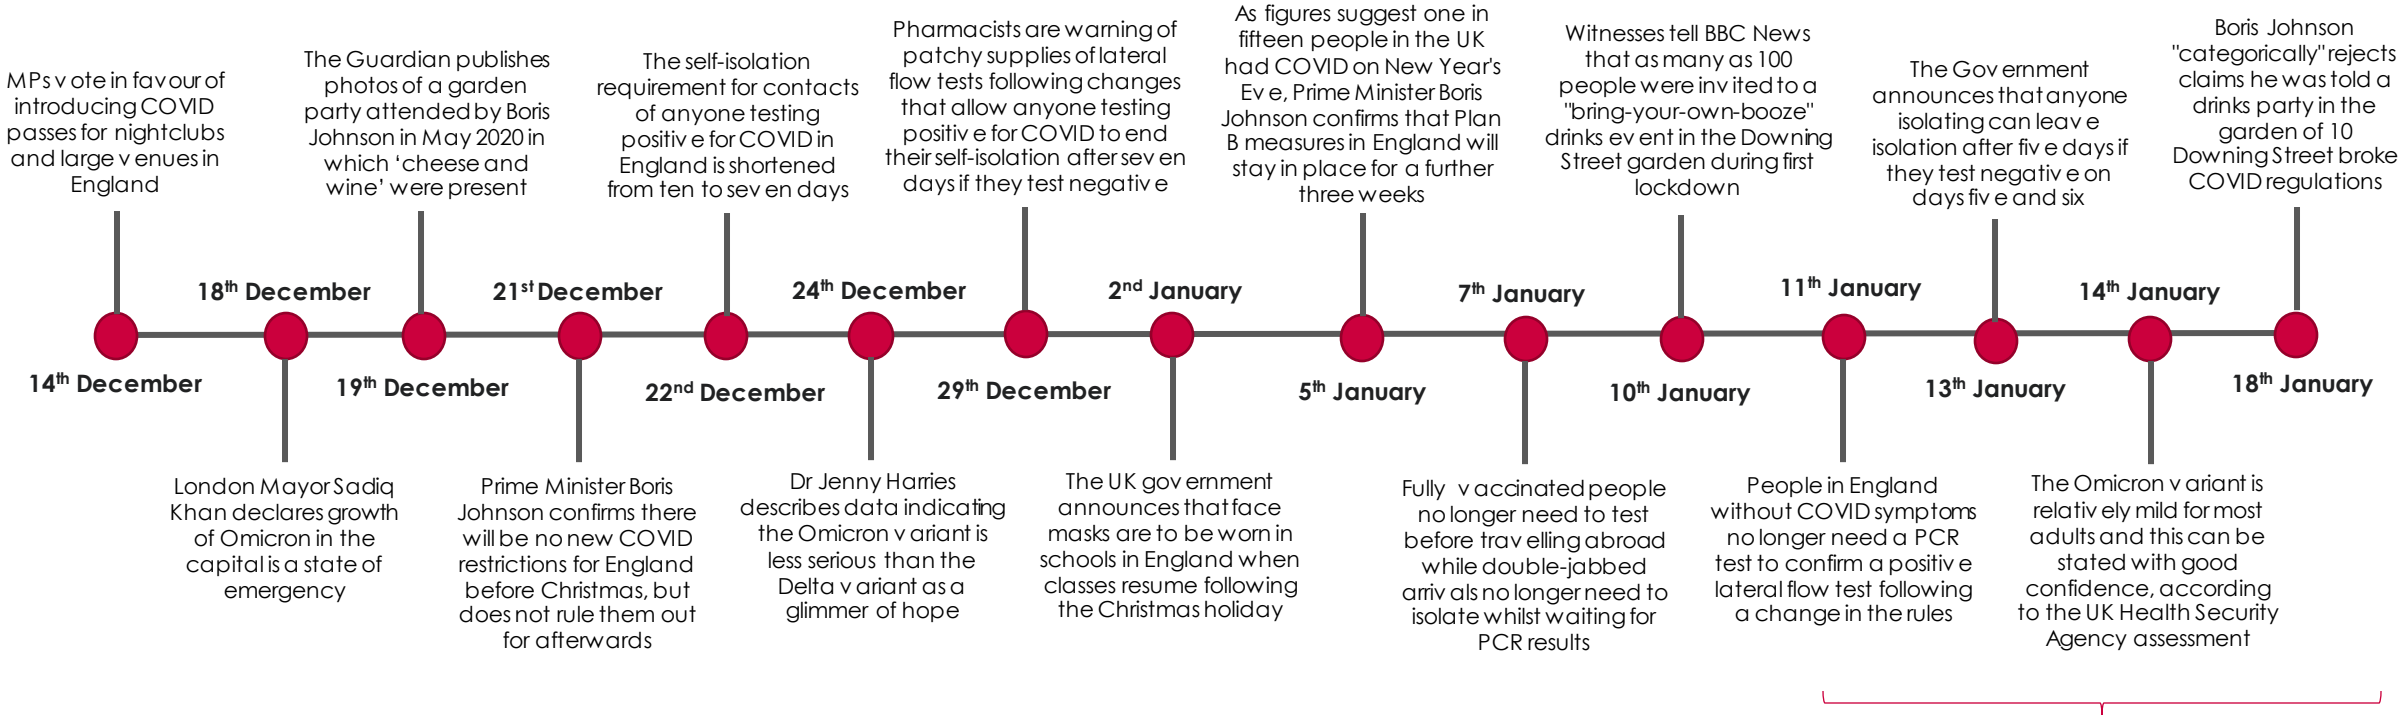 MPs vote in favour of
introducing COVID
passes for nightclubs
and large venues in
England
14th December
18th December
London Mayor Sadiq
Khan declares growth
of Omicron in the
capital is a state of
emergency
The Guardian publishes
photos of a garden
party attended by Boris
Johnson in May 2020 in
which ‘cheese and
wine’ were present
19th December
21st December
Prime Minister Boris
Johnson confirms there
will be no new COVID
restrictions for England
before Christmas, but
does not rule them out
for afterwards
The self-isolation
requirement for contacts
of anyone testing
positive for COVID in
England is shortened
from ten to seven days
22nd December
24th December
Dr Jenny Harries
describes data indicating
the Omicron variant is
less serious than the
Delta variant as a
glimmer of hope
Pharmacists are warning of
patchy supplies of lateral
flow tests following changes
that allow anyone testing
positive for COVID to end
their self-isolation after seven
days if they test negative
29th December
2nd January
The UK government
announces that face
masks are to be worn in
schools in England when
classes resume following
the Christmas holiday
As figures suggest one in
fifteen people in the UK
had COVID on New Year's
Eve, Prime Minister Boris
Johnson confirms that Plan
B measures in England will
stay in place for a further
three weeks
5th January
7th January
Fully vaccinated people
no longer need to test
before travelling abroad
while double-jabbed
arrivals no longer need to
isolate whilst waiting for
PCR results
Witnesses tell BBC News
that as many as 100
people were invited to a
"bring-your-own-booze"
drinks event in the Downing
Street garden during first
lockdown
10th January
11th January
People in England
without COVID symptoms
no longer need a PCR
test to confirm a positive
lateral flow test following
a change in the rules
The Government
announces that anyone
isolating can leave
isolation after five days if
they test negative on
days five and six
13th January
14th January
The Omicron variant is
relatively mild for most
adults and this can be
stated with good
confidence, according
to the UK Health Security
Agency assessment
Boris Johnson
"categorically" rejects
claims he was told a
drinks party in the
garden of 10
Downing Street broke
COVID regulations
18th January